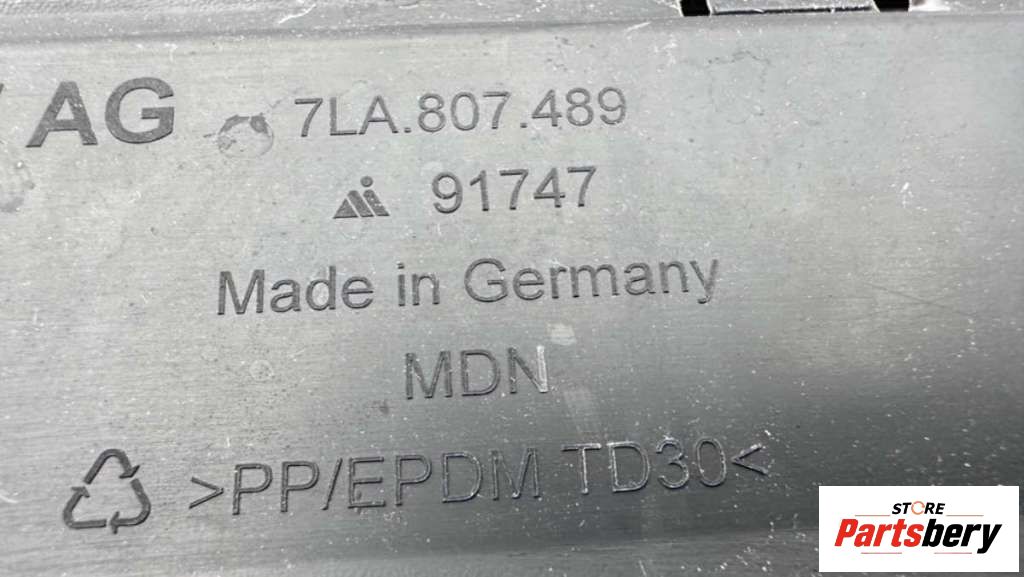 AG 7LA.807.489
91747
Made in Germany
MDN
>PP/EPDM TD30<
STORE
Partsbery